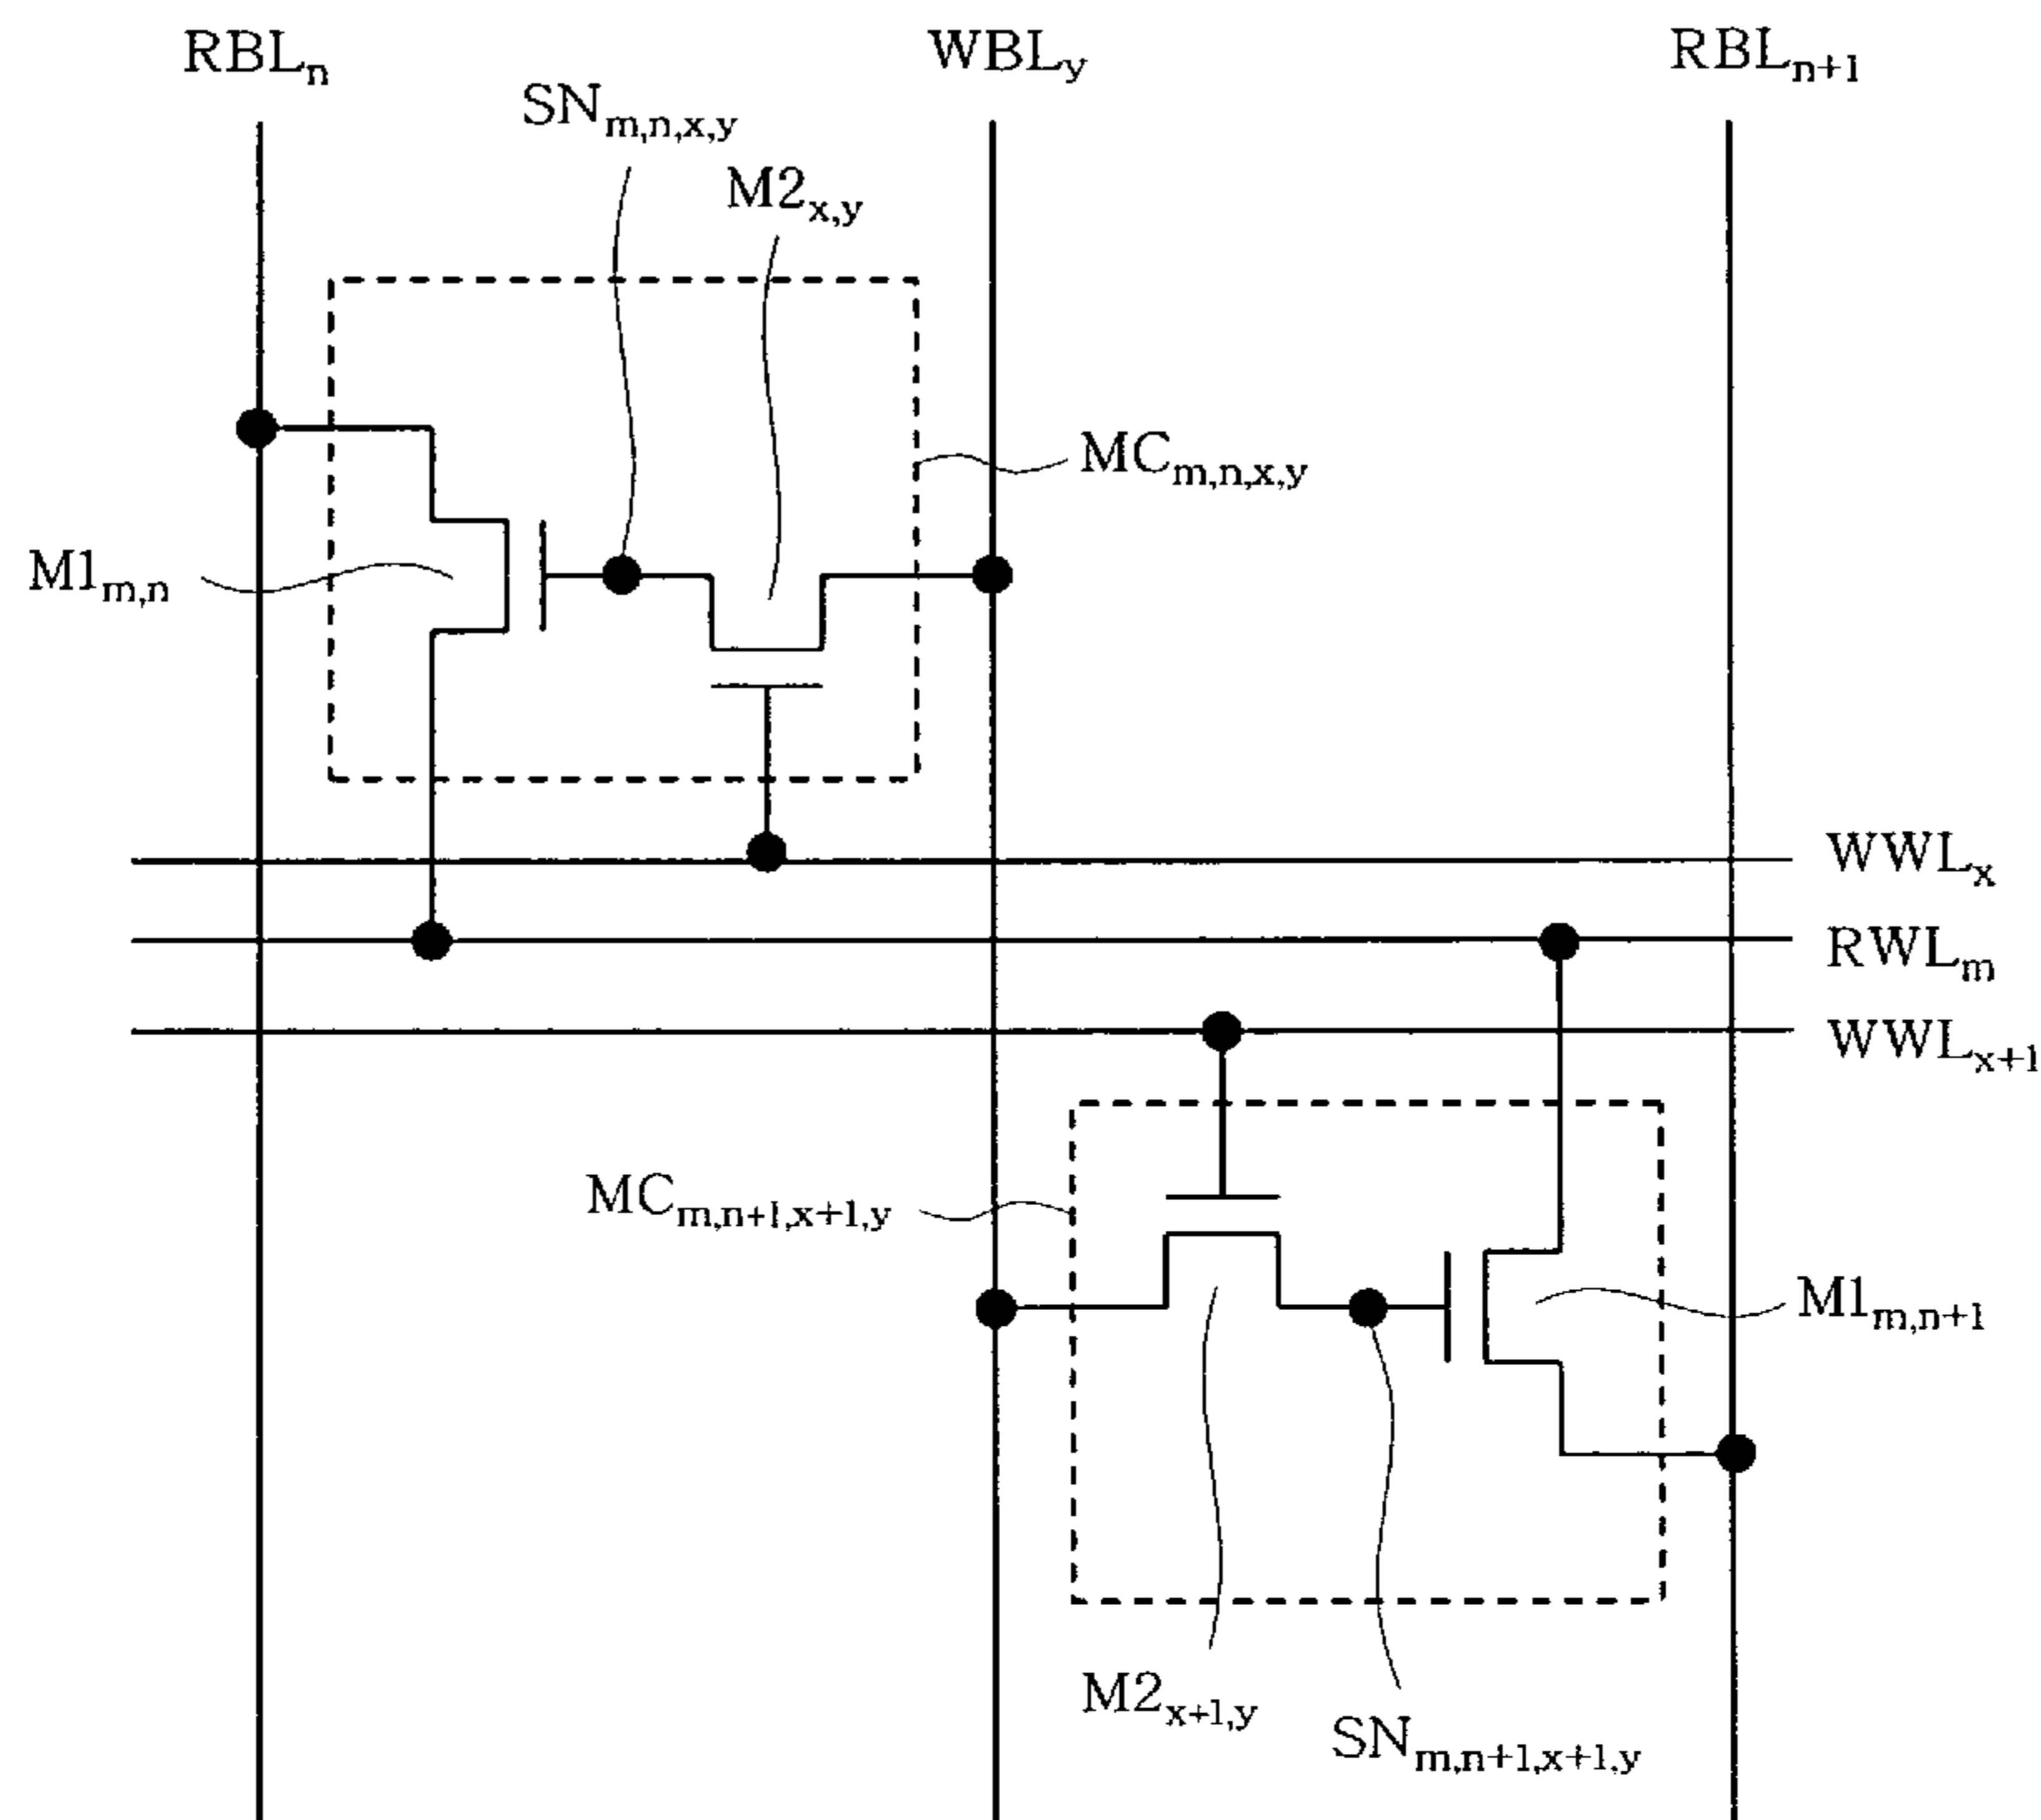 RBLn
WBLy
RBLn+1
SNm,n,x,y
M2x,y
MCm,n,x,y
M1m,n
WWLx
RWLm
WWLx+1
MCm,n+1,x+1,y
M1m,n+1
M2x+1,y
SNm,n+1,x+1,y